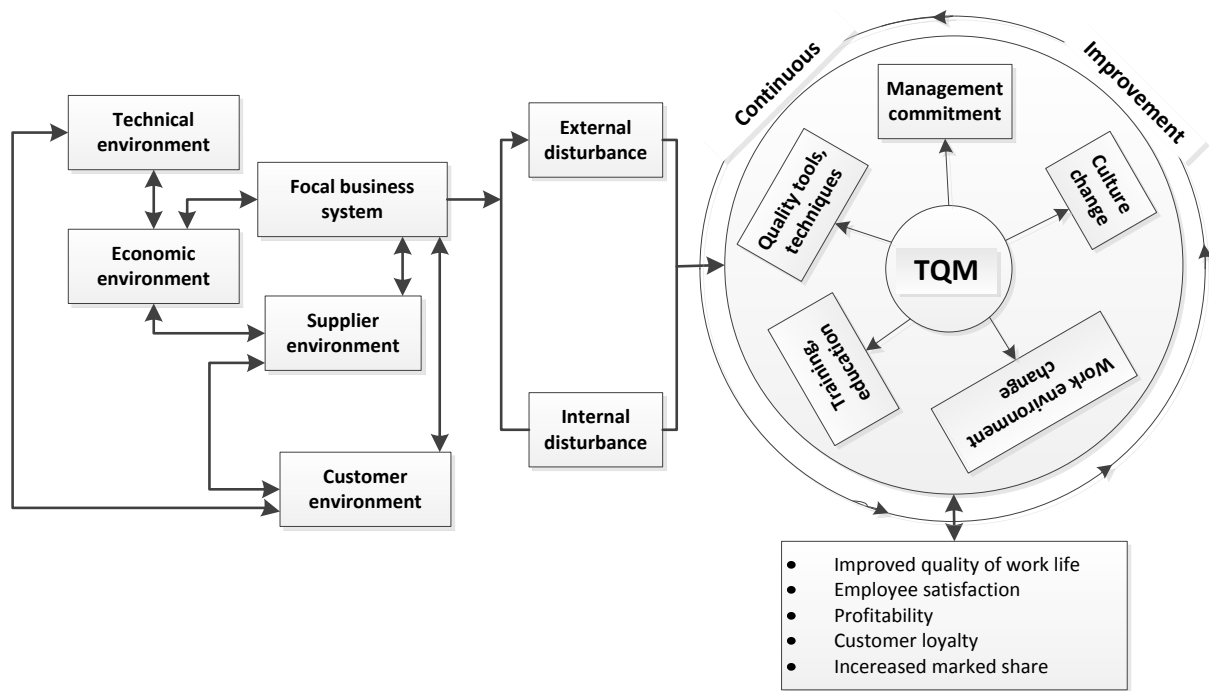 Technical
environment
Economic
environment
Focal business
system
Supplier
environment
Customer
environment
External
disturbance
Internal
disturbance
Continuous
Improvement
Management
commitment
Quality tools,
techniques
Culture
change
TQM
Training,
education
Work environment
change
● Improved quality of work life
● Employee satisfaction
● Profitability
● Customer loyalty
● Incereased marked share